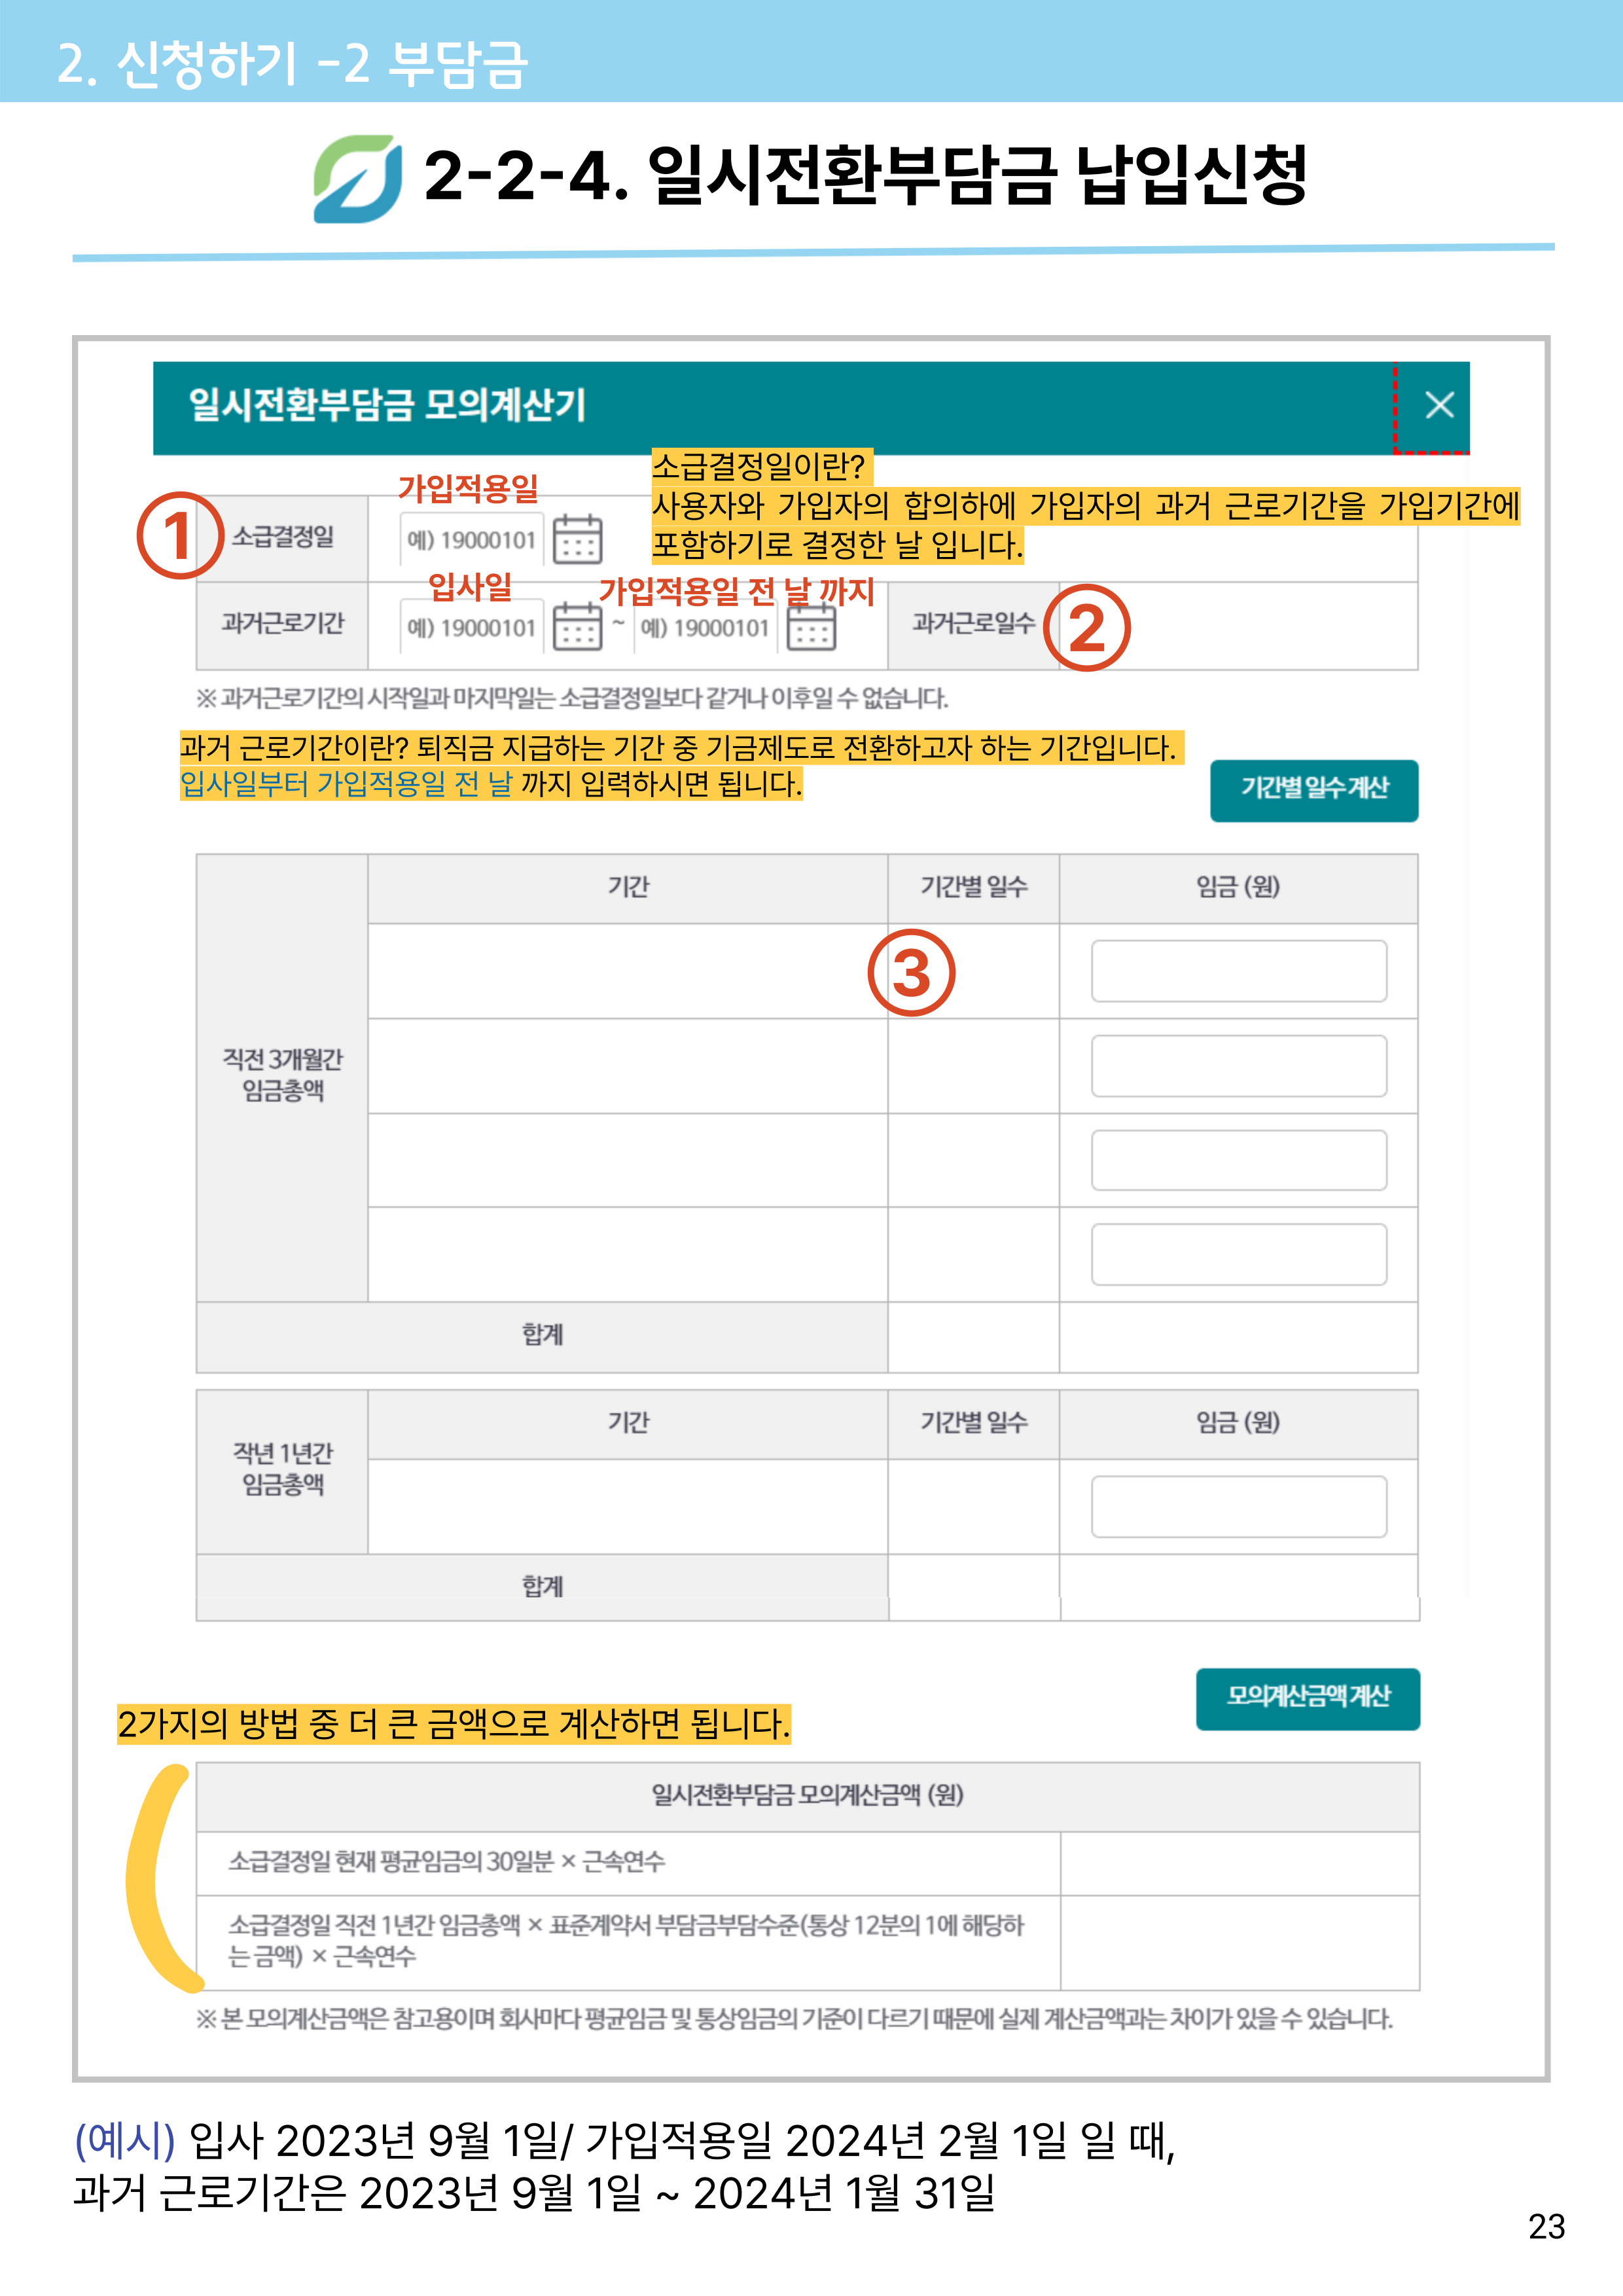 2. 신청하기 -2 부담금
2-2-4. 일시전환부담금 납입신청
일시전환부담금 모의계산기
소급결정일이란?
사용자와 가입자의 합의하에 가입자의 과거 근로기간을 가입기간에
포함하기로 결정한 날 입니다.
가입적용일
① 소급결정일 예) 19000101
입사일 가입적용일 전 날 까지
과거근로기간 예) 19000101 ~ 예) 19000101 과거근로일수 ②
※ 과거근로기간의 시작일과 마지막일는 소급결정일보다 같거나 이후일 수 없습니다.
과거 근로기간이란? 퇴직금 지급하는 기간 중 기금제도로 전환하고자 하는 기간입니다.
입사일부터 가입적용일 전 날 까지 입력하시면 됩니다.
기간별 일수 계산
기간 기간별 일수 임금 (원)
③
직전 3개월간
임금총액
합계
기간 기간별 일수 임금 (원)
작년 1년간
임금총액
합계
모의계산금액 계산
2가지의 방법 중 더 큰 금액으로 계산하면 됩니다.
일시전환부담금 모의계산금액 (원)
소급결정일 현재 평균임금의 30일분 × 근속연수
소급결정일 직전 1년간 임금총액 × 표준계약서 부담금부담수준(통상 12분의 1에 해당하
는 금액) × 근속연수
※ 본 모의계산금액은 참고용이며 회사마다 평균임금 및 통상임금의 기준이 다르기 때문에 실제 계산금액과는 차이가 있을 수 있습니다.
(예시) 입사 2023년 9월 1일/ 가입적용일 2024년 2월 1일 일 때,
과거 근로기간은 2023년 9월 1일 ~ 2024년 1월 31일
23